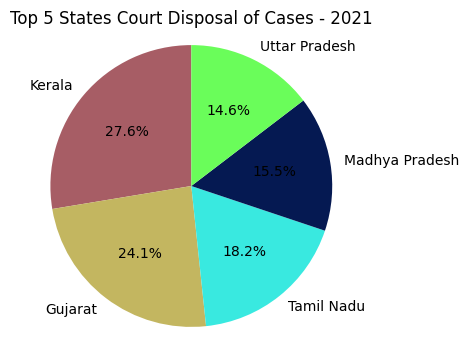 Top 5 States Court Disposal of Cases - 2021
Uttar Pradesh
Kerala
14.6%
27.6%
Madhya Pradesh
15.5%
24.1%
18.2%
Tamil Nadu
Gujarat